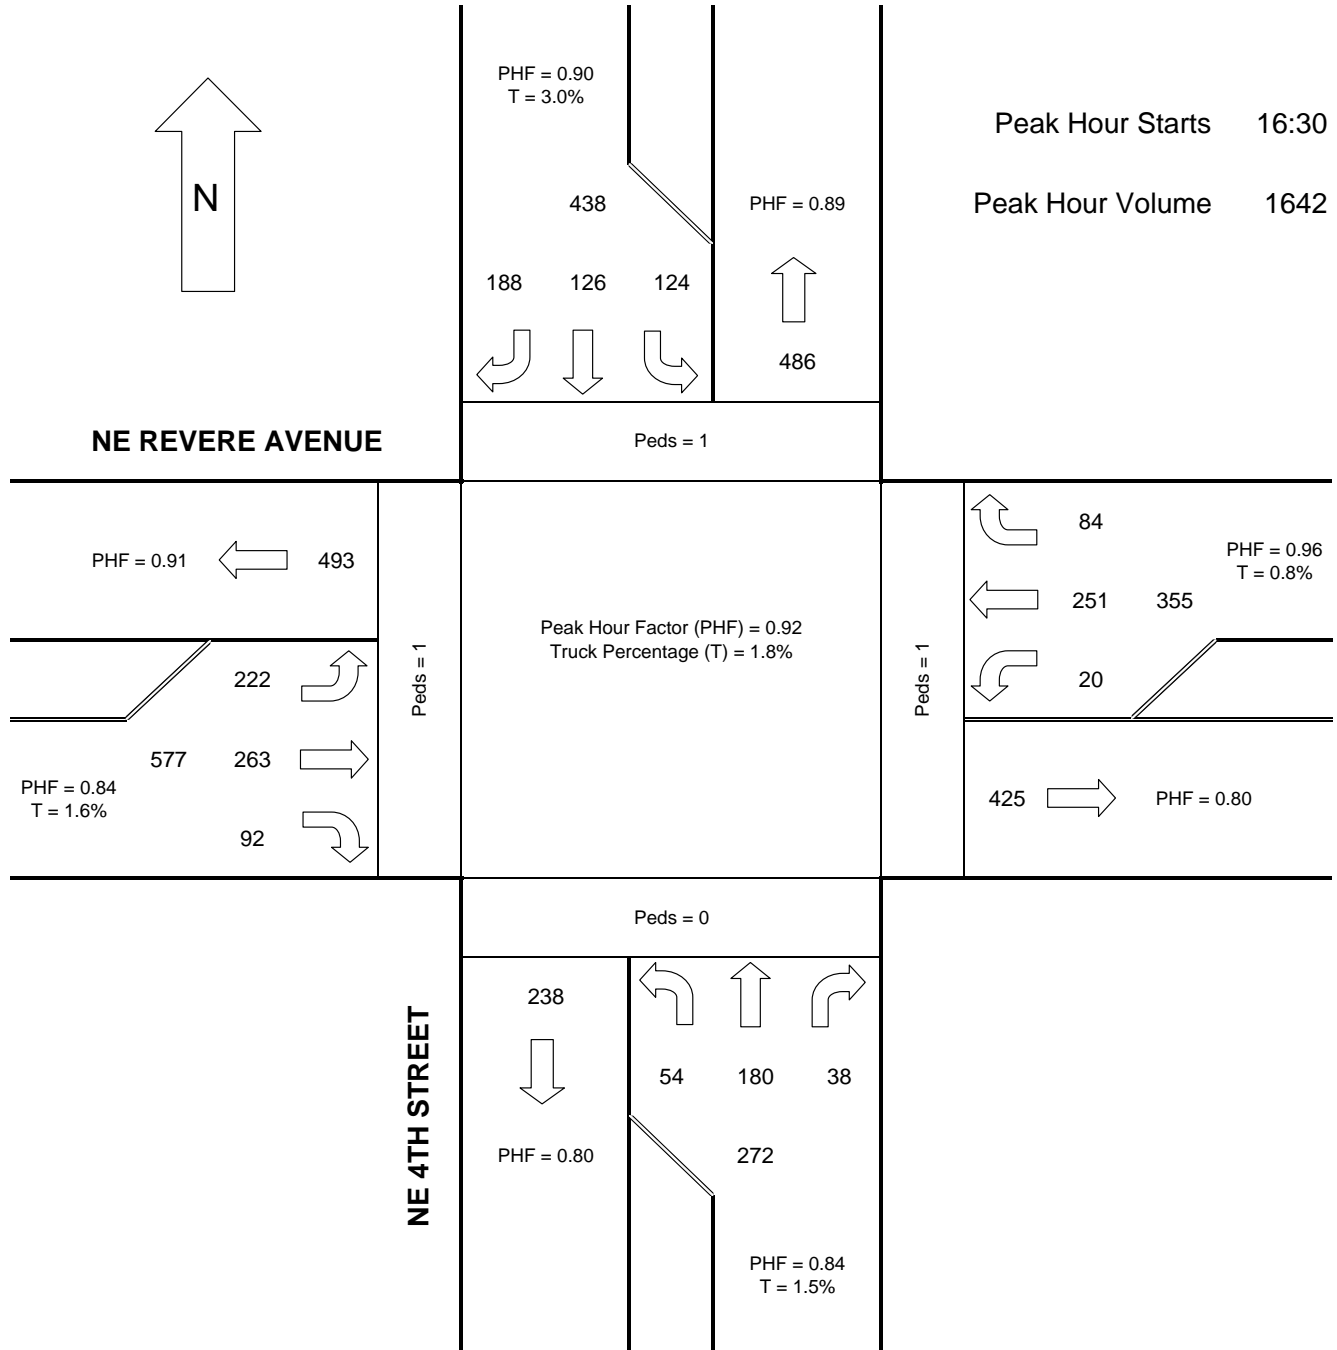 PHF = 0.90
T = 3.0%
Peak Hour Starts 16:30
N
438
PHF = 0.89
Peak Hour Volume 1642
188 126 124
486
NE REVERE AVENUE
Peds = 1
PHF = 0.91
493
84
PHF = 0.96
T = 0.8%
251 355
Peak Hour Factor (PHF) = 0.92
Truck Percentage (T) = 1.8%
Peds = 1
Peds = 1
222
20
577 263
PHF = 0.84
T = 1.6%
92
425
PHF = 0.80
Peds = 0
238
NE 4TH STREET
54 180 38
PHF = 0.80
272
PHF = 0.84
T = 1.5%